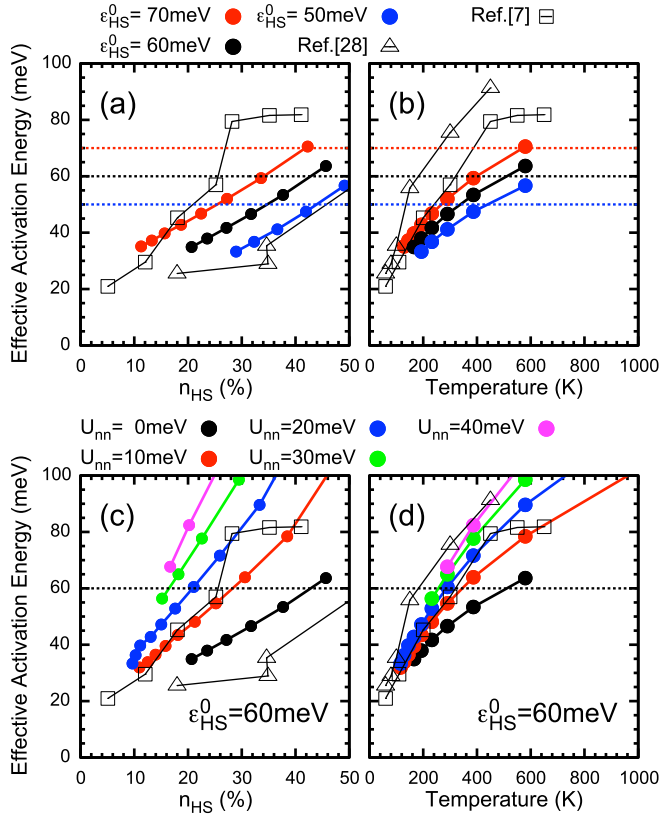 ε⁰HS= 70meV ε⁰HS= 50meV Ref.[7]
ε⁰HS= 60meV Ref.[28]
Effective Activation Energy (meV)
100
80
60
40
20
0
(a)
(b)
0 10 20 30 40 50
nHS (%)
0 200 400 600 800 1000
Temperature (K)
Unn= 0meV Unn=20meV Unn=40meV
Unn=10meV Unn=30meV
Effective Activation Energy (meV)
100
80
60
40
20
0
(c)
(d)
ε⁰HS=60meV
ε⁰HS=60meV
0 10 20 30 40 50
nHS (%)
0 200 400 600 800 1000
Temperature (K)